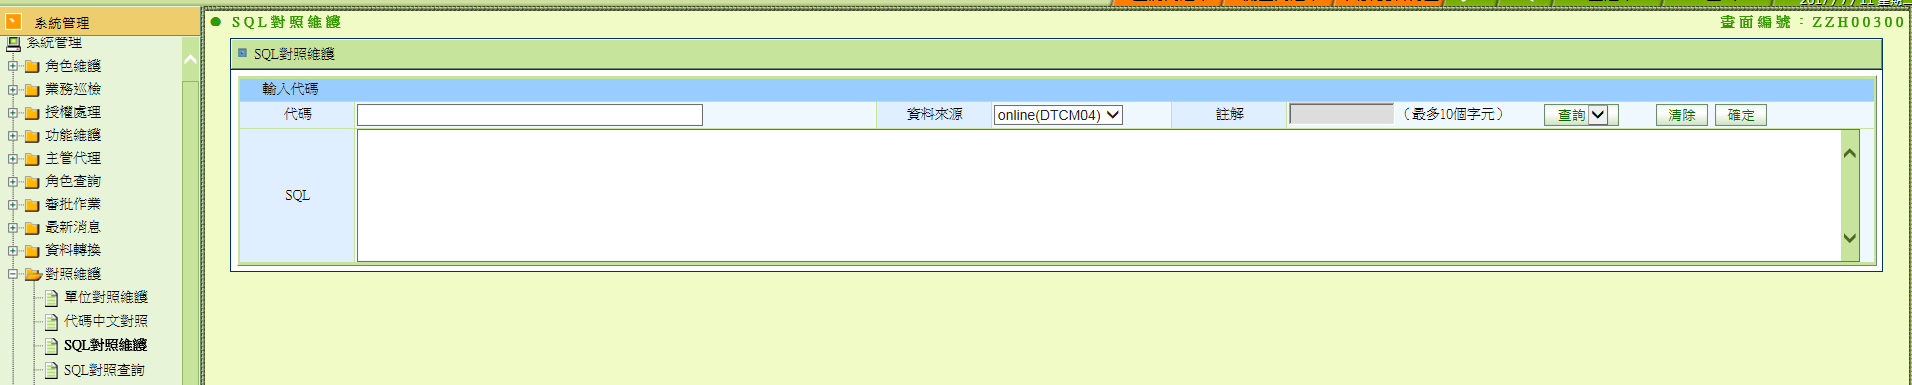 系統管理
系統管理
角色維護
業務巡檢
授權處理
功能維護
主管代理
角色查詢
審批作業
最新消息
資料轉換
對照維護
單位對照維護
代碼中文對照
SQL對照維護
SQL對照查詢
SQL對照維護
畫面編號：ZZH00300
SQL對照維護
輸入代碼
代碼 資料來源 online(DTCM04) 註解 （最多10個字元） 查詢 清除 確定
SQL